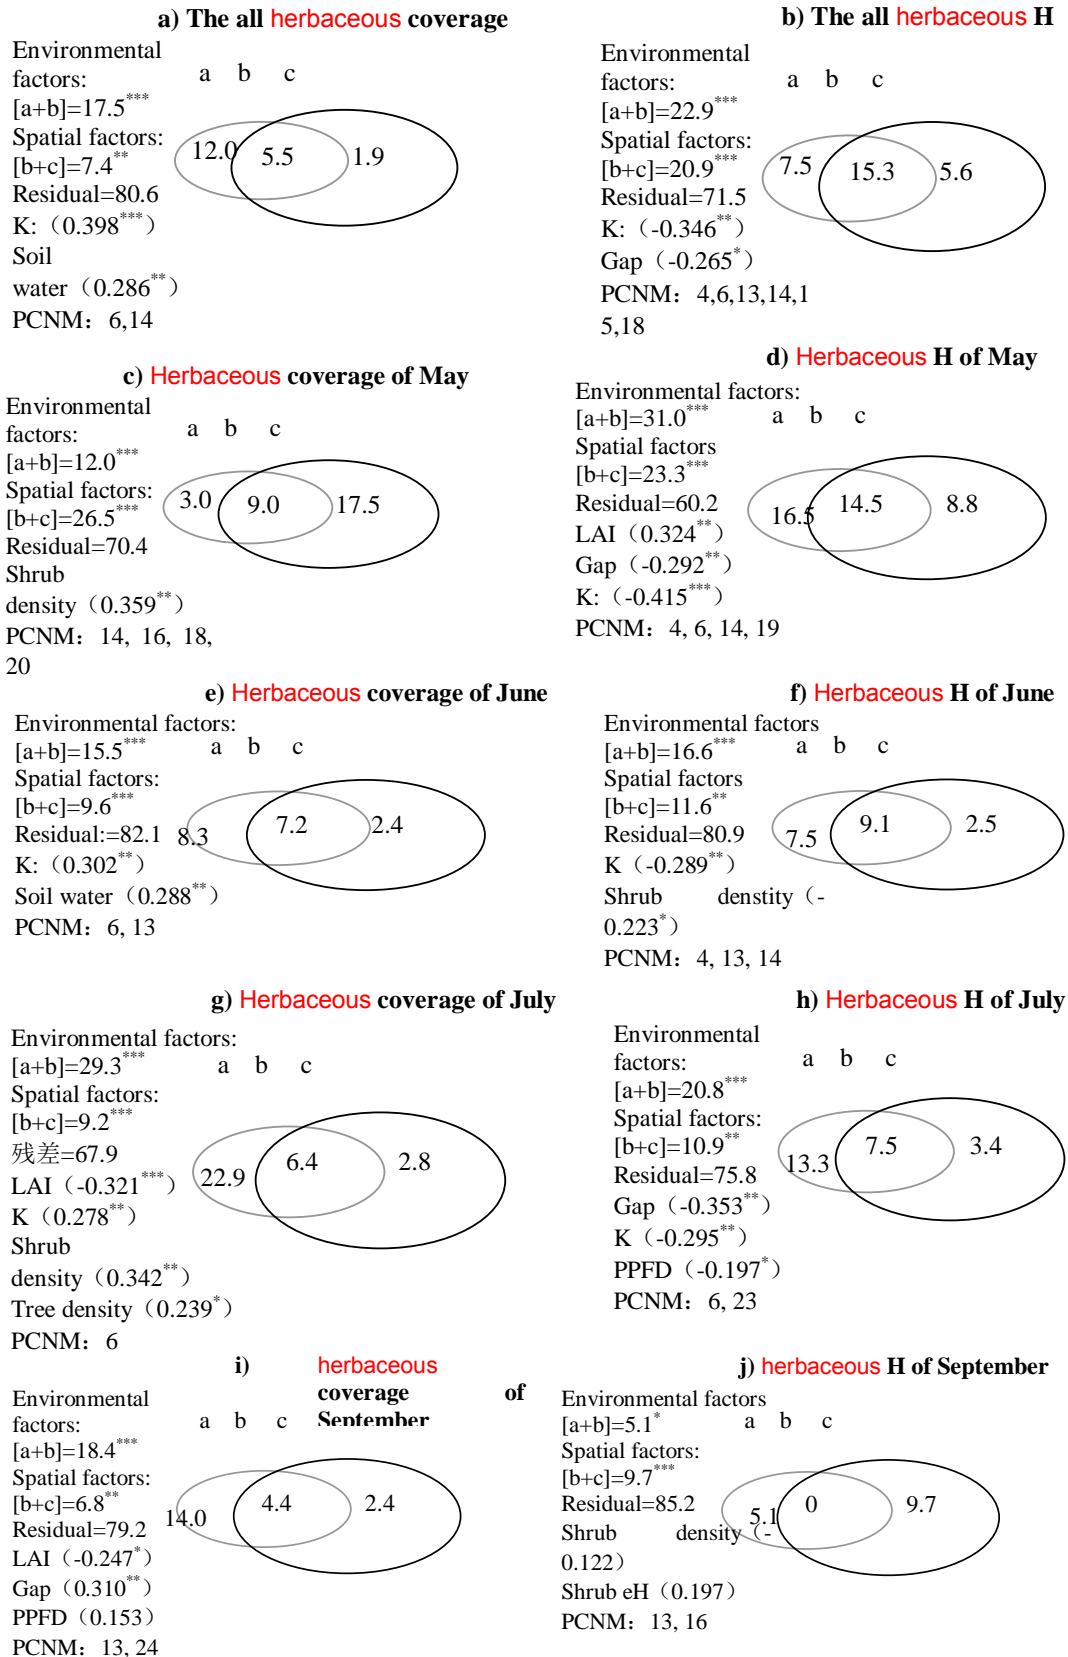 a) The all herbaceous coverage
Environmental
factors:
[a+b]=17.5***
Spatial factors:
[b+c]=7.4**
Residual=80.6
K:（0.398***）
Soil
water（0.286**）
PCNM：6,14
a b c
12.0 5.5 1.9
b) The all herbaceous H
Environmental
factors:
[a+b]=22.9***
Spatial factors:
[b+c]=20.9***
Residual=71.5
K:（-0.346**）
Gap（-0.265*）
PCNM：4,6,13,14,1
5,18
a b c
7.5 15.3 5.6
c) Herbaceous coverage of May
Environmental
factors:
[a+b]=12.0***
Spatial factors:
[b+c]=26.5***
Residual=70.4
Shrub
density（0.359**）
PCNM：14, 16, 18,
20
a b c
3.0 9.0 17.5
d) Herbaceous H of May
Environmental factors:
[a+b]=31.0***
Spatial factors
[b+c]=23.3***
Residual=60.2
LAI（0.324**）
Gap（-0.292**）
K:（-0.415***）
PCNM：4, 6, 14, 19
a b c
16.5 14.5 8.8
e) Herbaceous coverage of June
Environmental factors:
[a+b]=15.5***
Spatial factors:
[b+c]=9.6***
Residual:=82.1
K:（0.302**）
Soil water（0.288**）
PCNM：6, 13
a b c
8.3 7.2 2.4
f) Herbaceous H of June
Environmental factors
[a+b]=16.6***
Spatial factors
[b+c]=11.6**
Residual=80.9
K（-0.289**）
Shrub denstity（-
0.223*）
PCNM：4, 13, 14
a b c
7.5 9.1 2.5
g) Herbaceous coverage of July
Environmental factors:
[a+b]=29.3***
Spatial factors:
[b+c]=9.2***
残差=67.9
LAI（-0.321***）
K（0.278**）
Shrub
density（0.342**）
Tree density（0.239*）
PCNM：6
a b c
22.9 6.4 2.8
h) Herbaceous H of July
Environmental
factors:
[a+b]=20.8***
Spatial factors:
[b+c]=10.9**
Residual=75.8
Gap（-0.353**）
K（-0.295**）
PPFD（-0.197*）
PCNM：6, 23
a b c
13.3 7.5 3.4
i) herbaceous
coverage of
September
Environmental
factors:
[a+b]=18.4***
Spatial factors:
[b+c]=6.8**
Residual=79.2
LAI（-0.247*）
Gap（0.310**）
PPFD（0.153）
PCNM：13, 24
a b c
14.0 4.4 2.4
j) herbaceous H of September
Environmental factors
[a+b]=5.1*
Spatial factors:
[b+c]=9.7***
Residual=85.2
Shrub density（-
0.122）
Shrub eH（0.197）
PCNM：13, 16
a b c
5.1 0 9.7